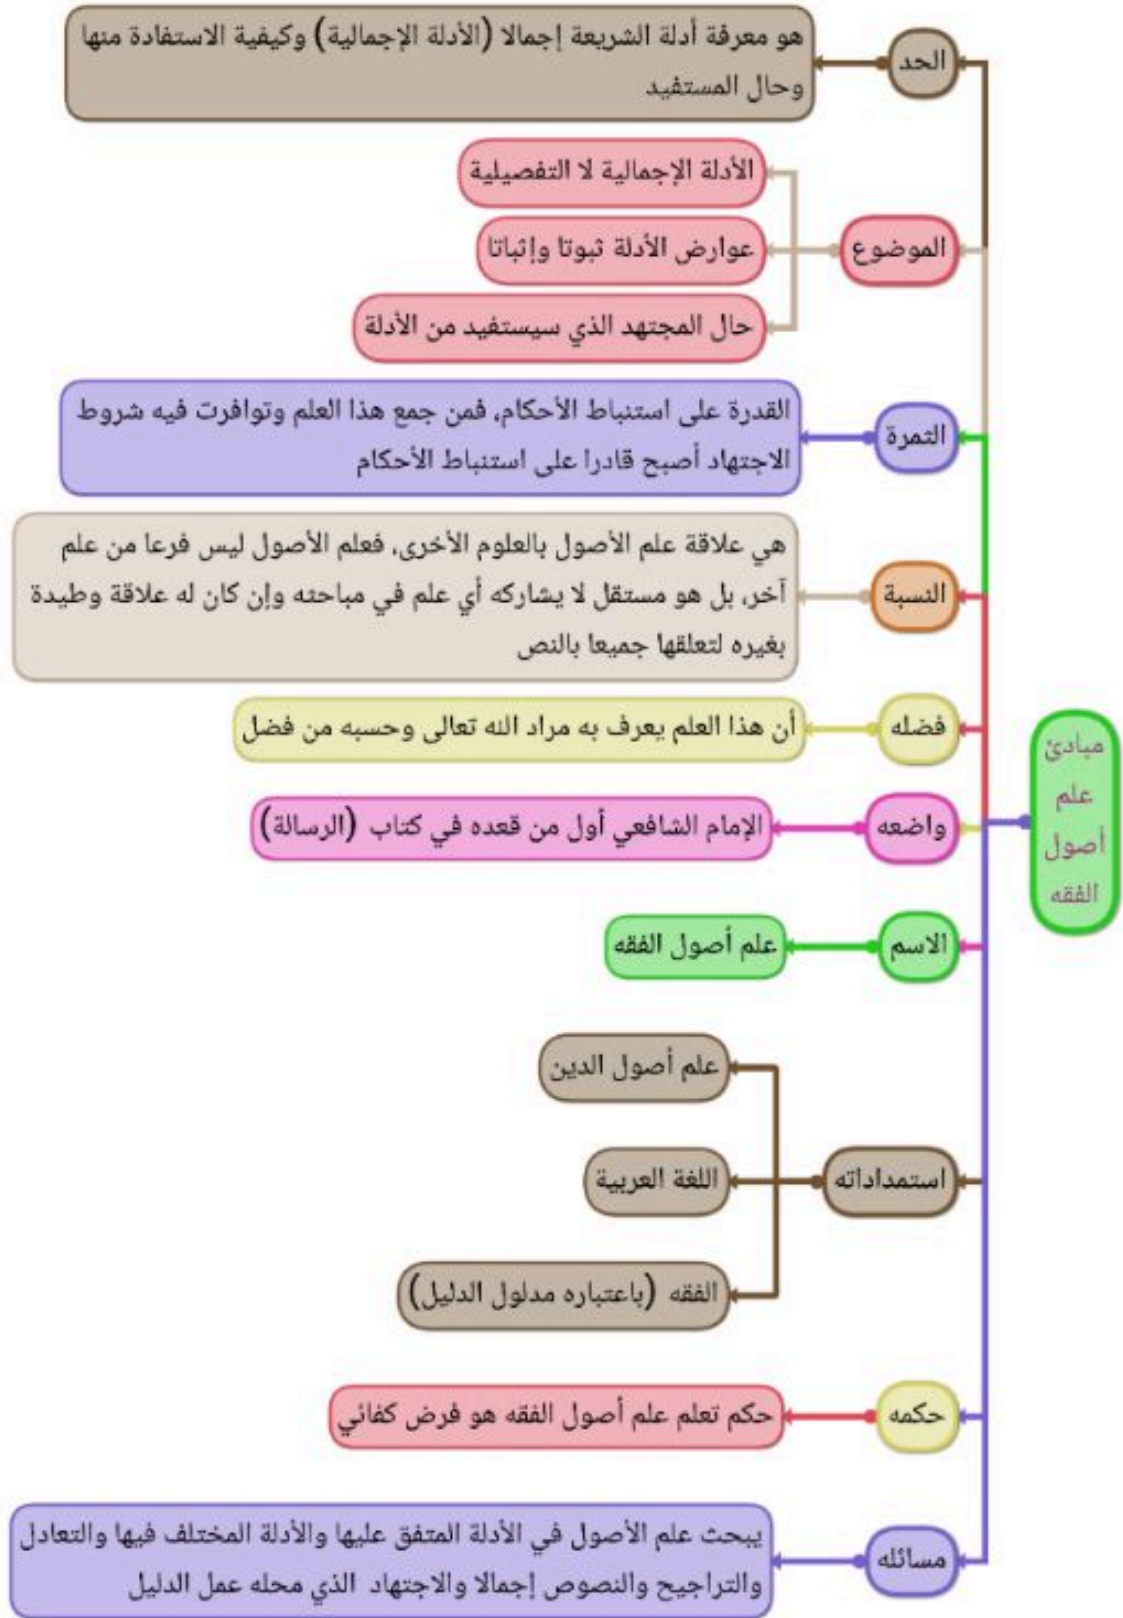 مبادئ
علم
أصول
الفقه
الحد
هو معرفة أدلة الشريعة إجمالا (الأدلة الإجمالية) وكيفية الاستفادة منها
وحال المستفيد
الموضوع
الأدلة الإجمالية لا التفصيلية
عوارض الأدلة ثبوتا وإثباتا
حال المجتهد الذي سيستفيد من الأدلة
الثمرة
القدرة على استنباط الأحكام، فمن جمع هذا العلم وتوافرت فيه شروط
الاجتهاد أصبح قادرا على استنباط الأحكام
النسبة
هي علاقة علم الأصول بالعلوم الأخرى، فعلم الأصول ليس فرعا من علم
آخر، بل هو مستقل لا يشاركه أي علم في مباحثه وإن كان له علاقة وطيدة
بغيره لتعلقها جميعا بالنص
فضله
أن هذا العلم يعرف به مراد الله تعالى وحسبه من فضل
واضعه
الإمام الشافعي أول من قعده في كتاب (الرسالة)
الاسم
علم أصول الفقه
استمداداته
علم أصول الدين
اللغة العربية
الفقه (باعتباره مدلول الدليل)
حكمه
حكم تعلم علم أصول الفقه هو فرض كفائي
مسائله
يبحث علم الأصول في الأدلة المتفق عليها والأدلة المختلف فيها والتعادل
والتراجيح والنصوص إجمالا والاجتهاد الذي محله عمل الدليل